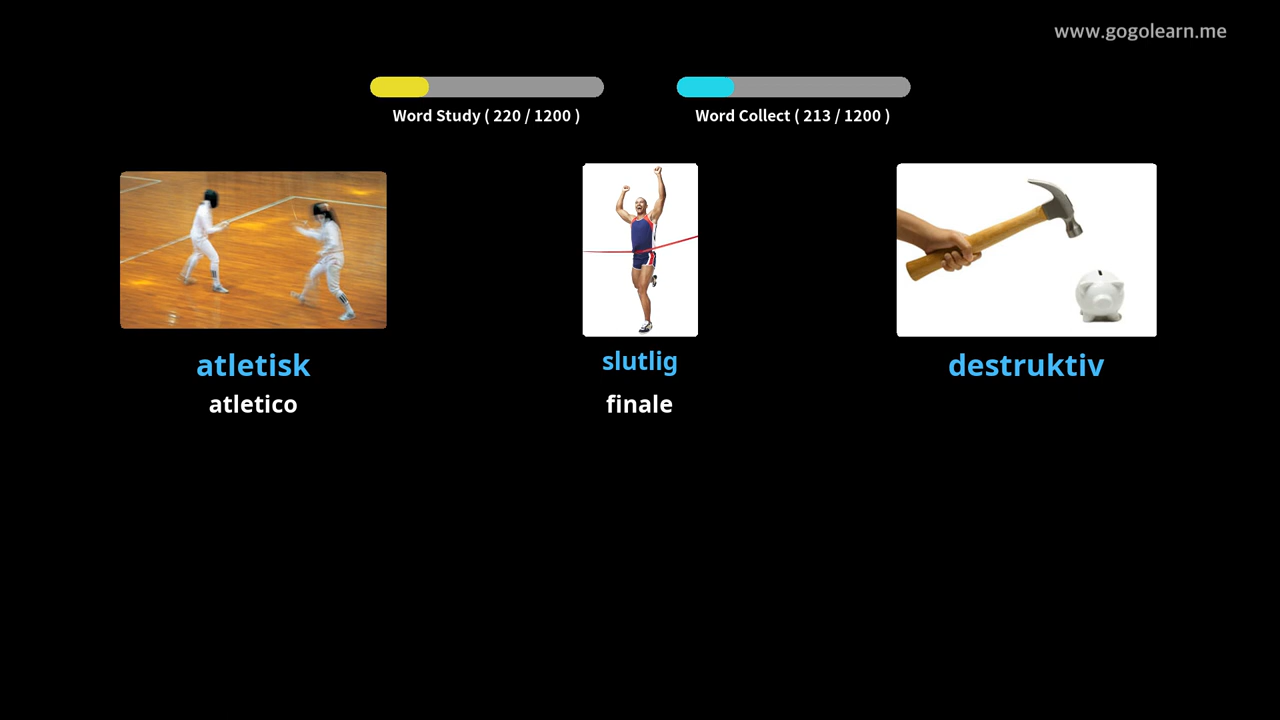 www.gogolearn.me
Word Study ( 220 / 1200 )
Word Collect ( 213 / 1200 )
atletisk
atletico
slutlig
finale
destruktiv